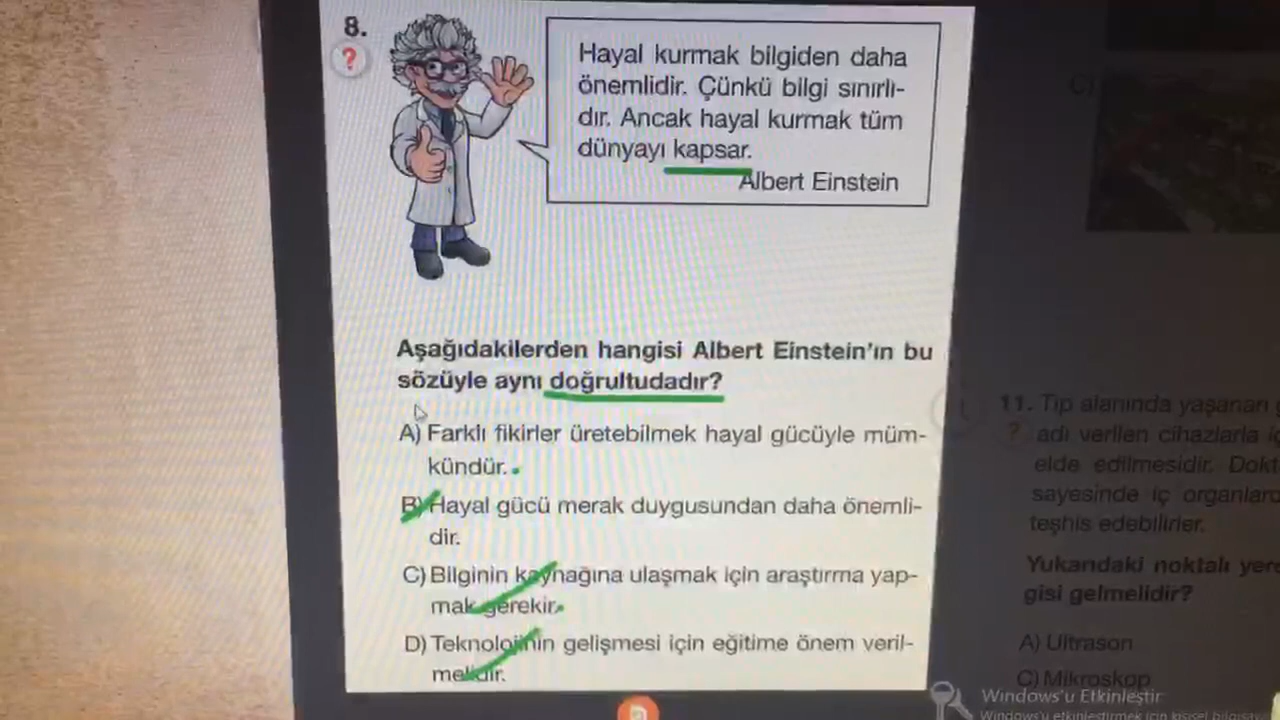 8.
?
Hayal kurmak bilgiden daha
önemlidir. Çünkü bilgi sınırlı-
dır. Ancak hayal kurmak tüm
dünyayı kapsar.
Albert Einstein
Aşağıdakilerden hangisi Albert Einstein'ın bu
sözüyle aynı doğrultudadır?
A) Farklı fikirler üretebilmek hayal gücüyle müm-
kündür.
B) Hayal gücü merak duygusundan daha önemli-
dir.
C) Bilginin kaynağına ulaşmak için araştırma yap-
mak gerekir.
D) Teknolojinin gelişmesi için eğitime önem veril-
melidir.
C)
11. Tıp alanında yaşanan
? adı verilen cihazlarla
elde edilmesidir.
sayesinde iç
teşhis edebilirler.
Yukarıdaki noktalı
gelmelidir?
A) Ultrason
C) Mikroskop
Windows'u Etkinleştir
Windows'u etkinleştirmek için